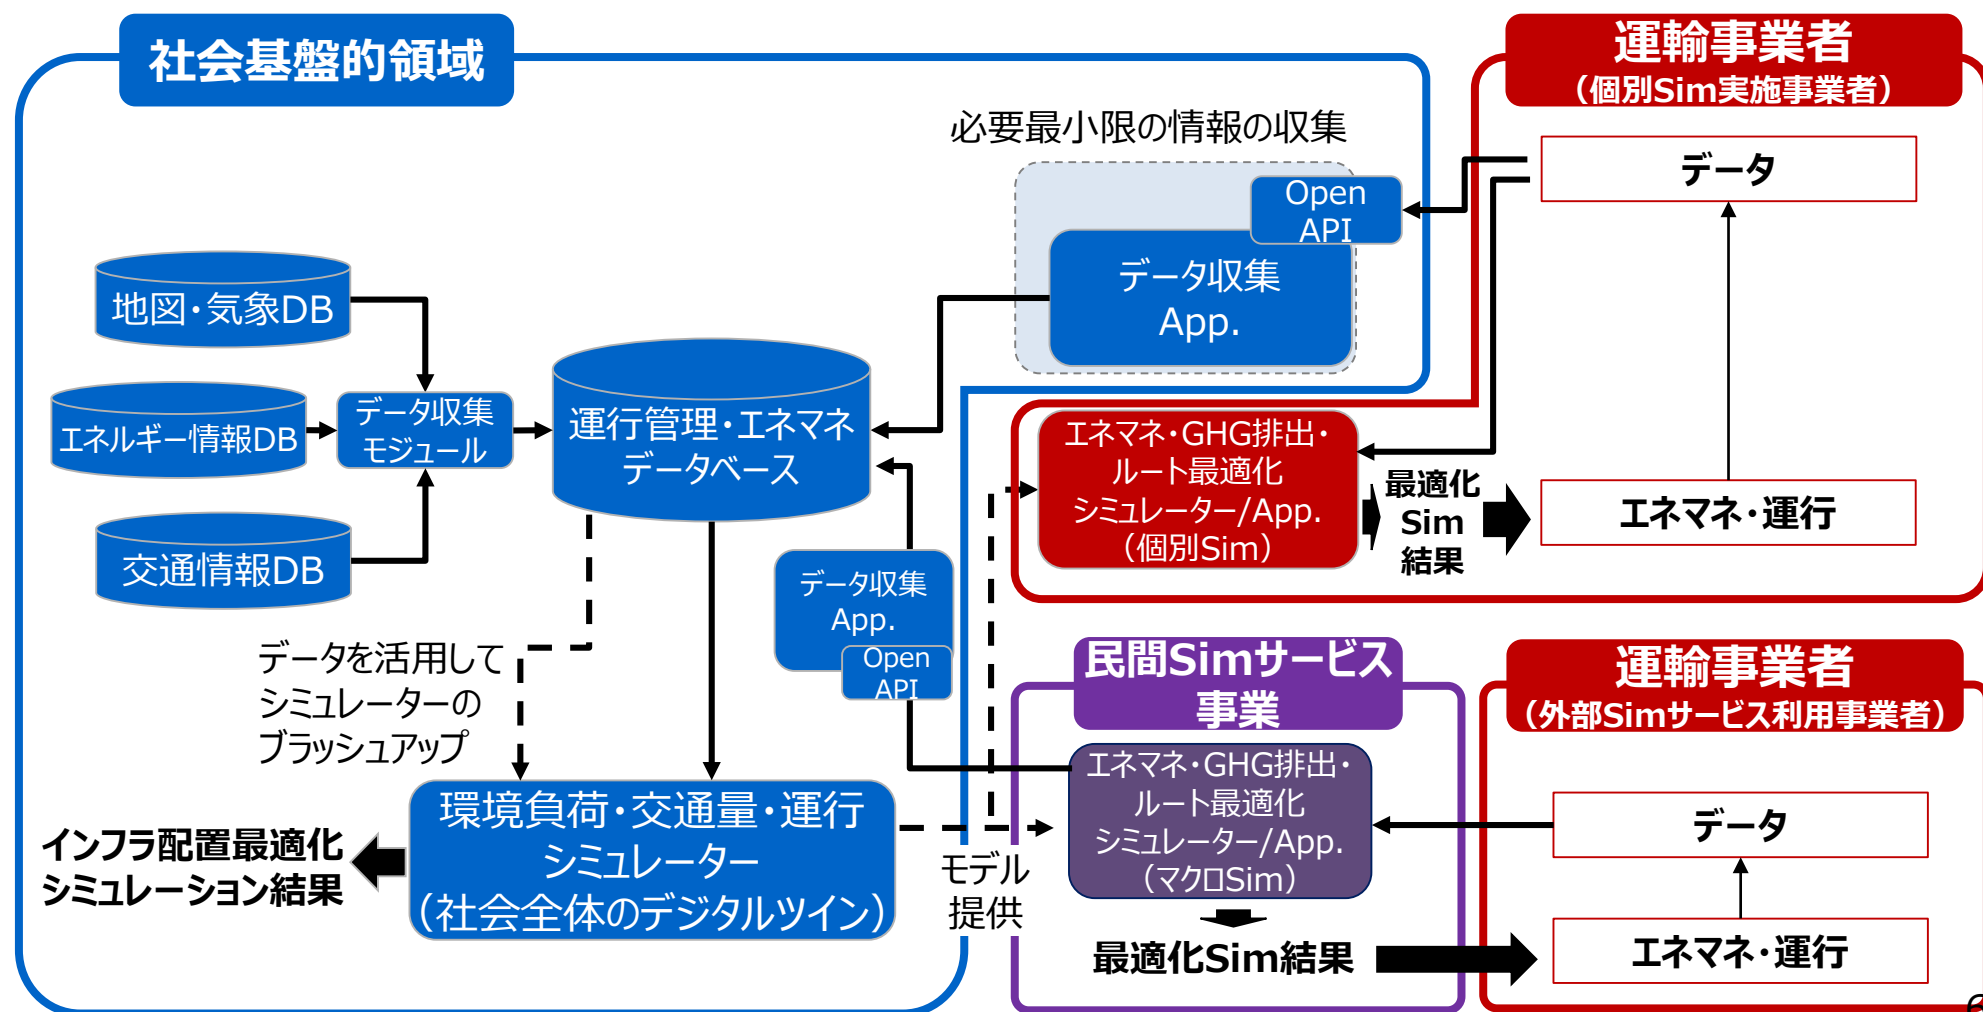 社会基盤的領域
運輸事業者
（個別Sim実施事業者）
必要最小限の情報の収集
データ
Open
API
データ収集
App.
地図・気象DB
エネルギー情報DB
データ収集
モジュール
交通情報DB
運行管理・エネマネ
データベース
エネマネ・GHG排出・
ルート最適化
シミュレーター/App.
（個別Sim）
最適化
Sim
結果
エネマネ・運行
データ収集
App.
Open
API
データを活用して
シミュレーターの
ブラッシュアップ
民間Simサービス
事業
運輸事業者
（外部Simサービス利用事業者）
エネマネ・GHG排出・
ルート最適化
シミュレーター/App.
（マクロSim）
データ
環境負荷・交通量・運行
シミュレーター
（社会全体のデジタルツイン）
インフラ配置最適化
シミュレーション結果
モデル
提供
最適化Sim結果
エネマネ・運行
6